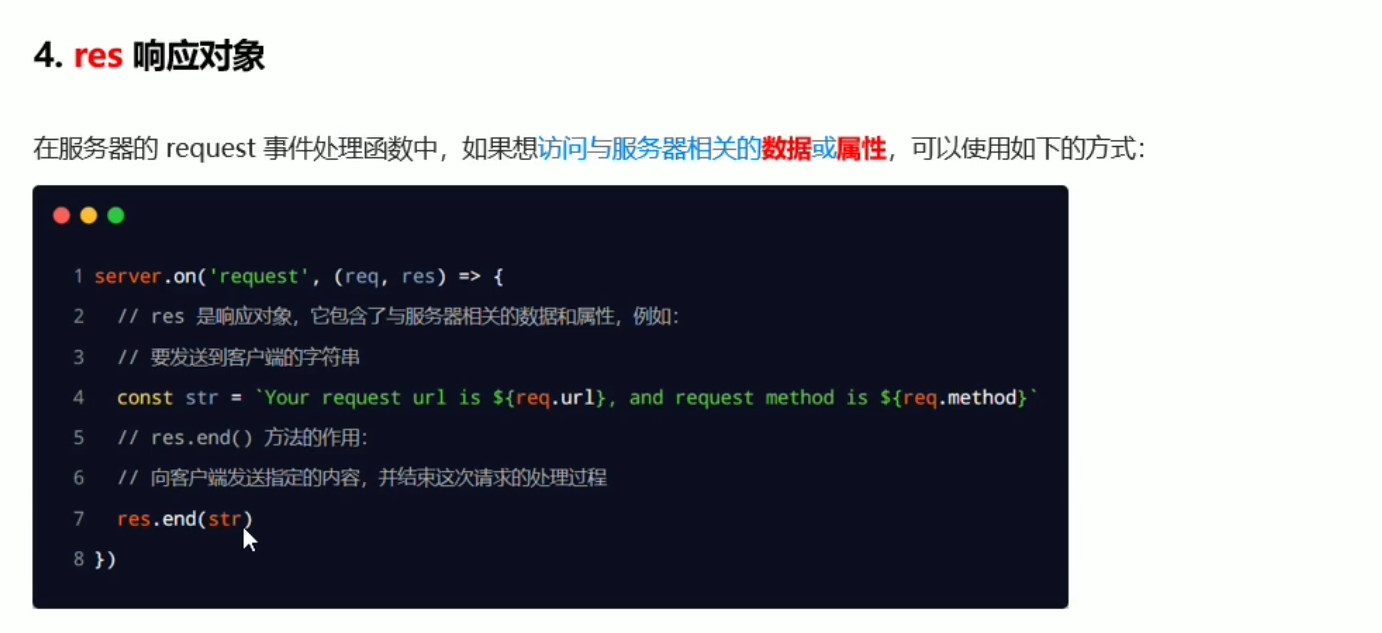 4. res 响应对象
在服务器的 request 事件处理函数中，如果想访问与服务器相关的数据或属性，可以使用如下的方式：
1 server.on('request', (req, res) => {
2 // res 是响应对象，它包含了与服务器相关的数据和属性，例如：
3 // 要发送到客户端的字符串
4 const str = `Your request url is ${req.url}, and request method is ${req.method}`
5 // res.end() 方法的作用：
6 // 向客户端发送指定的内容，并结束这次请求的处理过程
7 res.end(str)
8 })